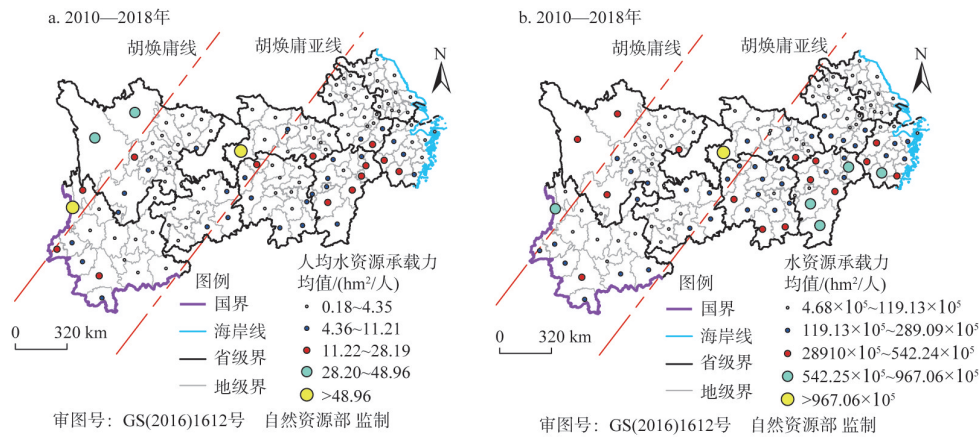 a. 2010—2018年
胡焕庸线
胡焕庸亚线
N
图例
国界
海岸线
省级界
地级界
人均水资源承载力
均值/(hm²/人)
0.18~4.35
4.36~11.21
11.22~28.19
28.20~48.96
>48.96
0 320 km
审图号：GS(2016)1612号 自然资源部 监制
b. 2010—2018年
胡焕庸线
胡焕庸亚线
N
图例
国界
海岸线
省级界
地级界
水资源承载力
均值/(hm²/人)
4.68×10⁵~119.13×10⁵
119.13×10⁵~289.09×10⁵
28910×10⁵~542.24×10⁵
542.25×10⁵~967.06×10⁵
>967.06×10⁵
0 320 km
审图号：GS(2016)1612号 自然资源部 监制